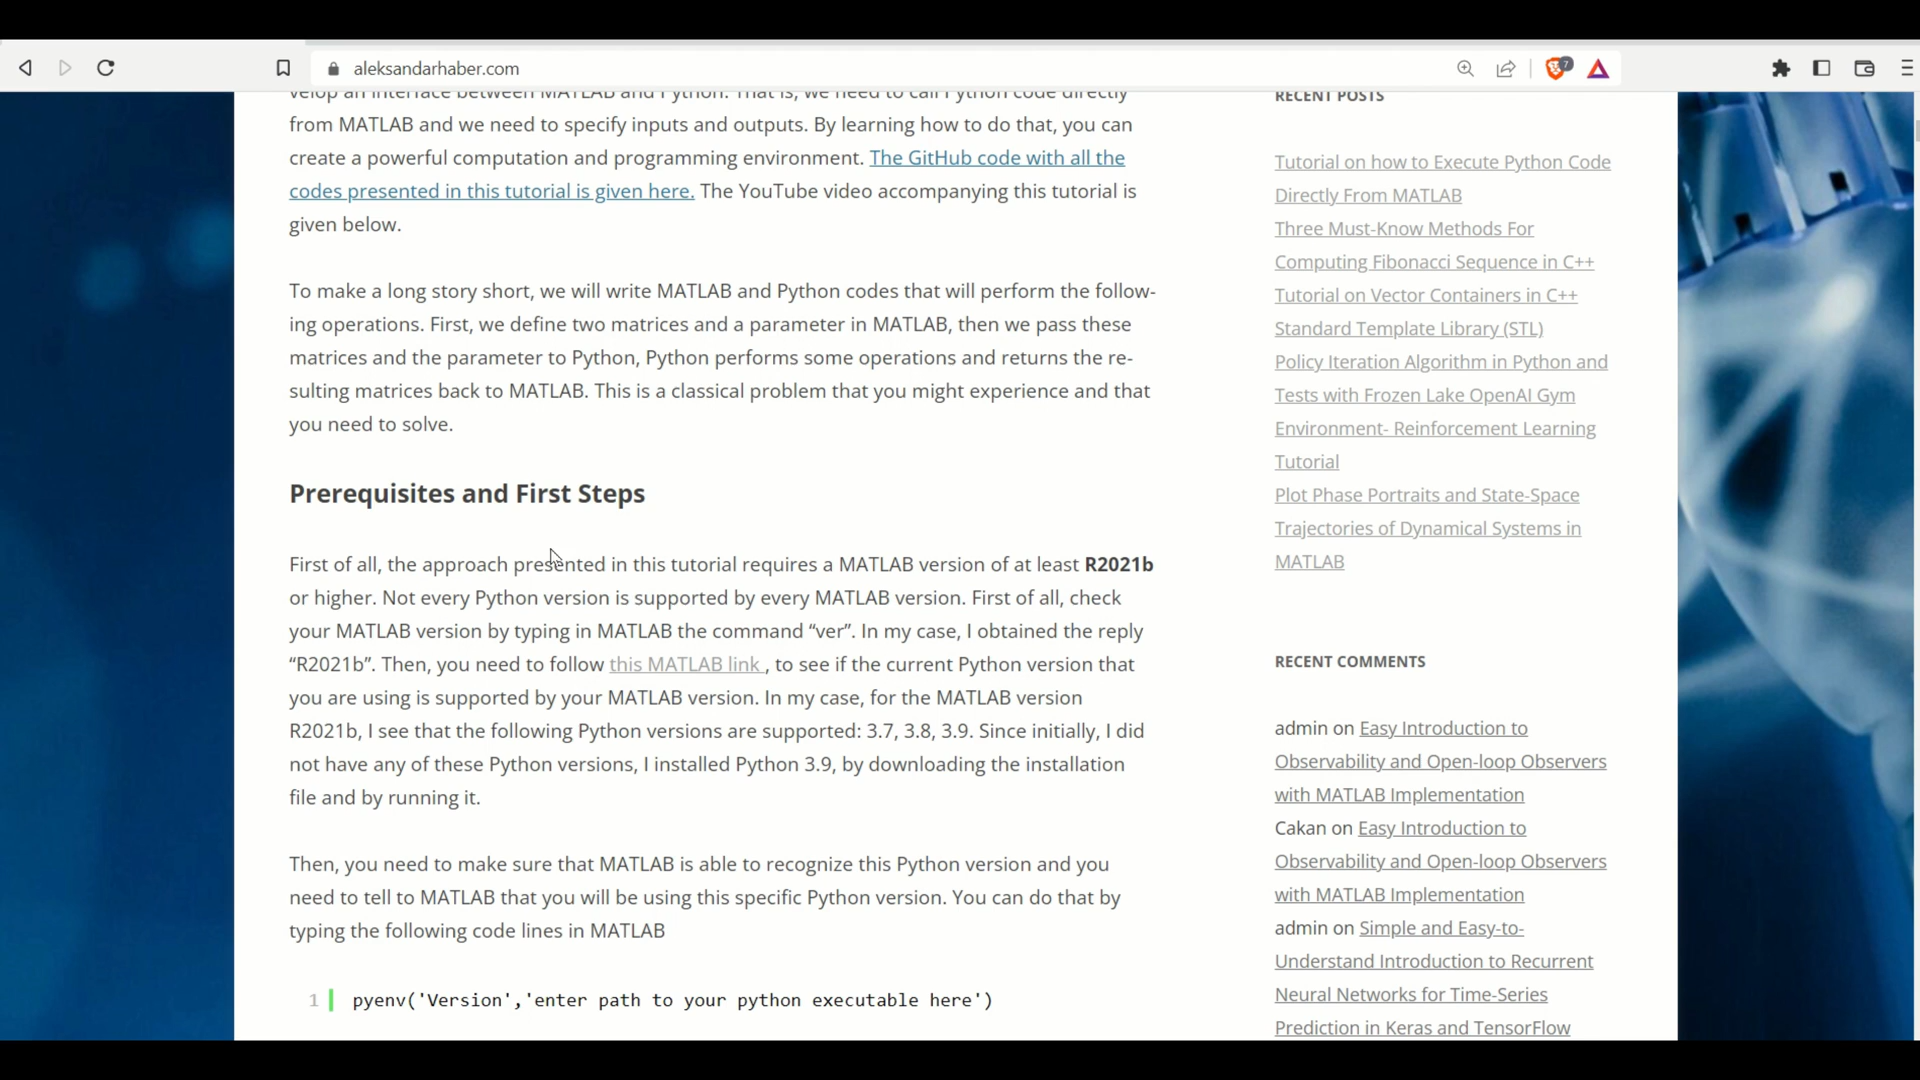 aleksandarhaber.com
7
velop an interface between MATLAB and Python. That is, we need to call Python code directly
from MATLAB and we need to specify inputs and outputs. By learning how to do that, you can
create a powerful computation and programming environment. The GitHub code with all the
codes presented in this tutorial is given here. The YouTube video accompanying this tutorial is
given below.
To make a long story short, we will write MATLAB and Python codes that will perform the follow-
ing operations. First, we define two matrices and a parameter in MATLAB, then we pass these
matrices and the parameter to Python, Python performs some operations and returns the re-
sulting matrices back to MATLAB. This is a classical problem that you might experience and that
you need to solve.
Prerequisites and First Steps
First of all, the approach presented in this tutorial requires a MATLAB version of at least R2021b
or higher. Not every Python version is supported by every MATLAB version. First of all, check
your MATLAB version by typing in MATLAB the command “ver”. In my case, I obtained the reply
“R2021b”. Then, you need to follow this MATLAB link , to see if the current Python version that
you are using is supported by your MATLAB version. In my case, for the MATLAB version
R2021b, I see that the following Python versions are supported: 3.7, 3.8, 3.9. Since initially, I did
not have any of these Python versions, I installed Python 3.9, by downloading the installation
file and by running it.
Then, you need to make sure that MATLAB is able to recognize this Python version and you
need to tell to MATLAB that you will be using this specific Python version. You can do that by
typing the following code lines in MATLAB
1 pyenv('Version','enter path to your python executable here')
RECENT POSTS
Tutorial on how to Execute Python Code
Directly From MATLAB
Three Must-Know Methods For
Computing Fibonacci Sequence in C++
Tutorial on Vector Containers in C++
Standard Template Library (STL)
Policy Iteration Algorithm in Python and
Tests with Frozen Lake OpenAI Gym
Environment- Reinforcement Learning
Tutorial
Plot Phase Portraits and State-Space
Trajectories of Dynamical Systems in
MATLAB
RECENT COMMENTS
admin on Easy Introduction to
Observability and Open-loop Observers
with MATLAB Implementation
Cakan on Easy Introduction to
Observability and Open-loop Observers
with MATLAB Implementation
admin on Simple and Easy-to-
Understand Introduction to Recurrent
Neural Networks for Time-Series
Prediction in Keras and TensorFlow